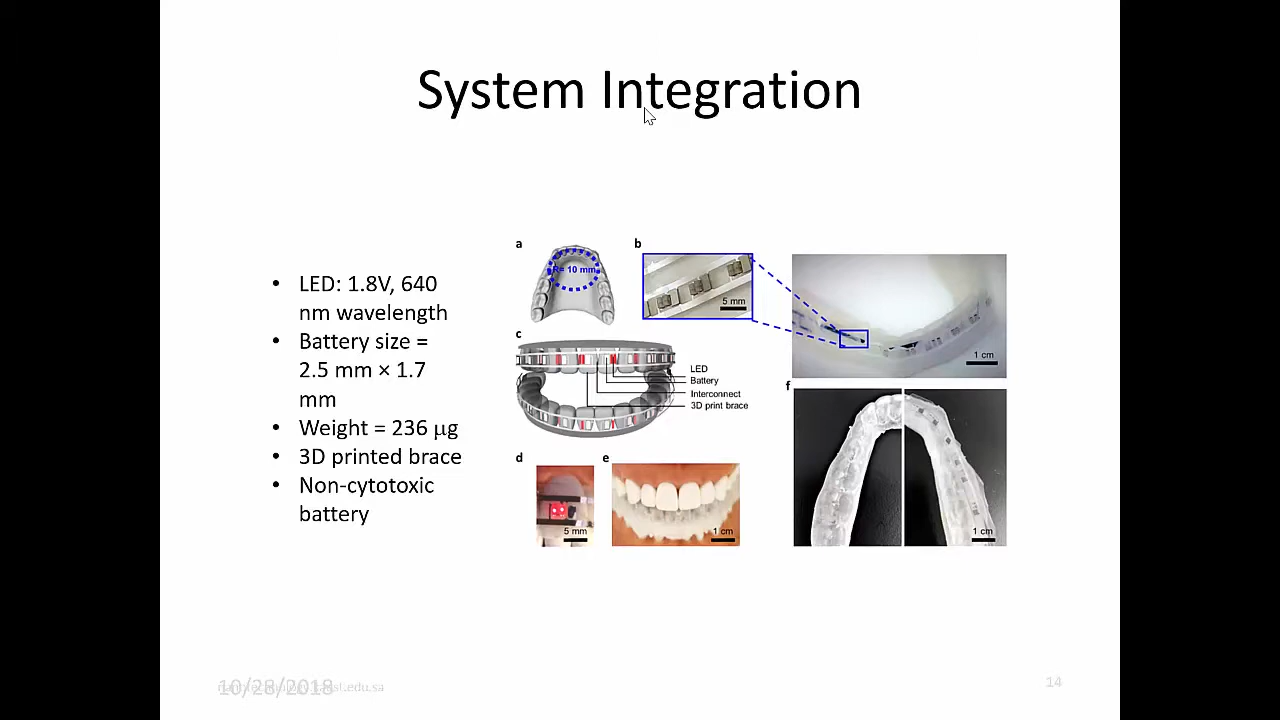 System Integration
• LED: 1.8V, 640
nm wavelength
• Battery size =
2.5 mm × 1.7
mm
• Weight = 236 μg
• 3D printed brace
• Non-cytotoxic
battery
a
R= 10 mm
b
5 mm
1 cm
c
LED
Battery
Interconnect
3D print brace
d
5 mm
e
1 cm
f
1 cm
10/28/2018
14